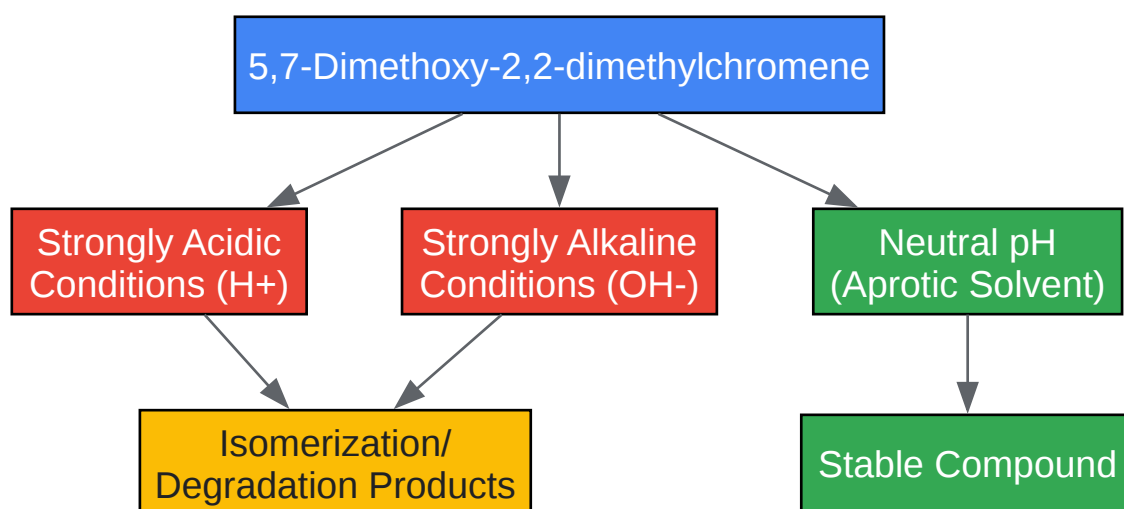 5,7-Dimethoxy-2,2-dimethylchromene
Strongly Acidic
Conditions (H+)
Strongly Alkaline
Conditions (OH-)
Neutral pH
(Aprotic Solvent)
Isomerization/
Degradation Products
Stable Compound